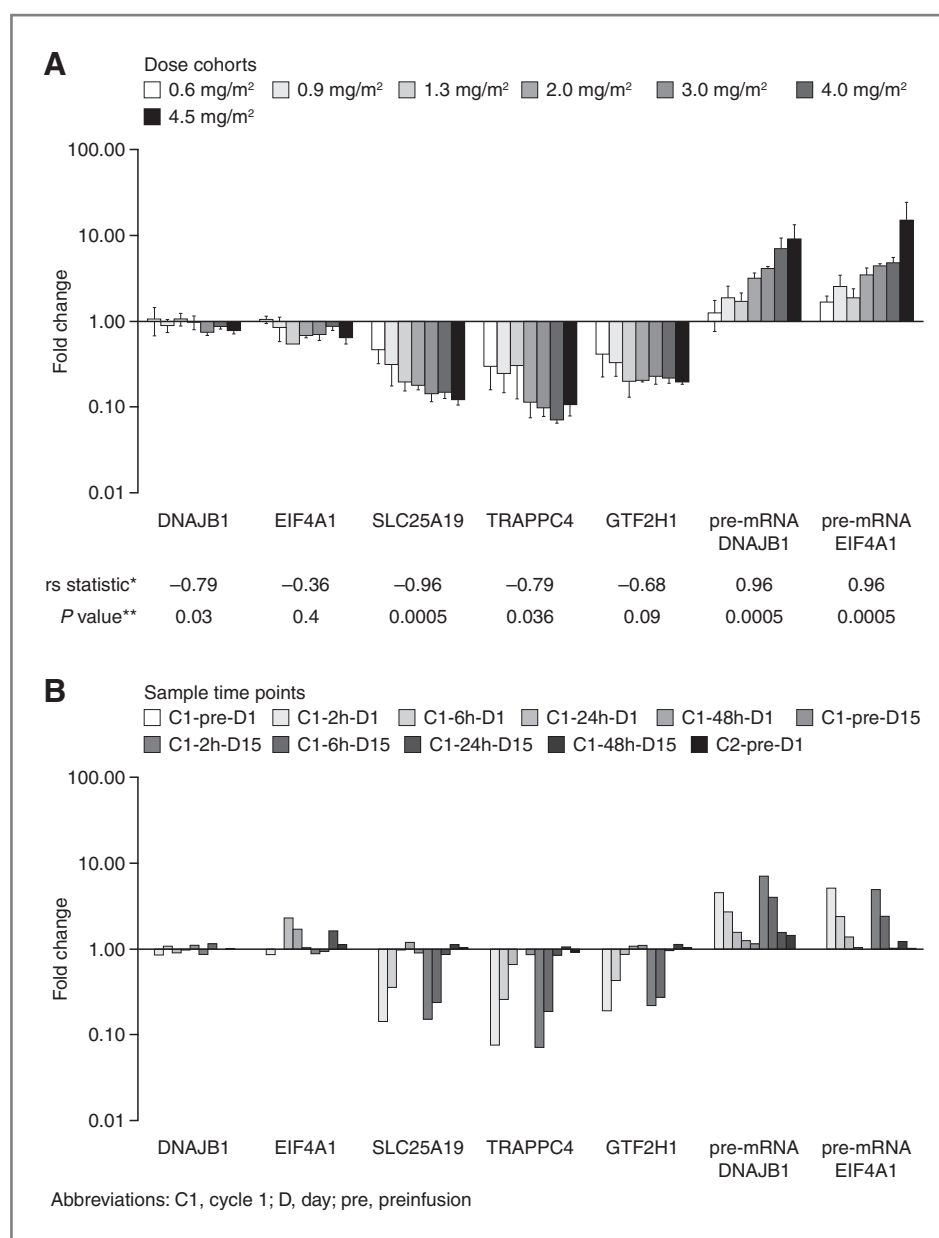 A
Dose cohorts
0.6 mg/m² 0.9 mg/m² 1.3 mg/m² 2.0 mg/m² 3.0 mg/m² 4.0 mg/m²
4.5 mg/m²
100.00
10.00
1.00
0.10
0.01
Fold change
DNAJB1 EIF4A1 SLC25A19 TRAPPC4 GTF2H1 pre-mRNA pre-mRNA
DNAJB1 EIF4A1
rs statistic* –0.79 –0.36 –0.96 –0.79 –0.68 0.96 0.96
P value** 0.03 0.4 0.0005 0.036 0.09 0.0005 0.0005
B
Sample time points
C1-pre-D1 C1-2h-D1 C1-6h-D1 C1-24h-D1 C1-48h-D1 C1-pre-D15
C1-2h-D15 C1-6h-D15 C1-24h-D15 C1-48h-D15 C2-pre-D1
100.00
10.00
1.00
0.10
0.01
Fold change
DNAJB1 EIF4A1 SLC25A19 TRAPPC4 GTF2H1 pre-mRNA pre-mRNA
DNAJB1 EIF4A1
Abbreviations: C1, cycle 1; D, day; pre, preinfusion